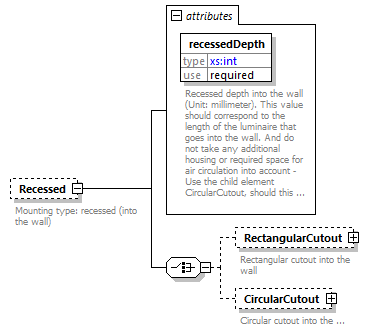 attributes
recessedDepth
type xs:int
use required
Recessed depth into the wall
(Unit: millimeter). This value
should correspond to the
length of the luminaire that
goes into the wall. And do
not take any additional
housing or required space for
air circulation into account -
Use the child element
CircularCutout, should this ...
Recessed
Mounting type: recessed (into
the wall)
RectangularCutout
Rectangular cutout into the
wall
CircularCutout
Circular cutout into the ...